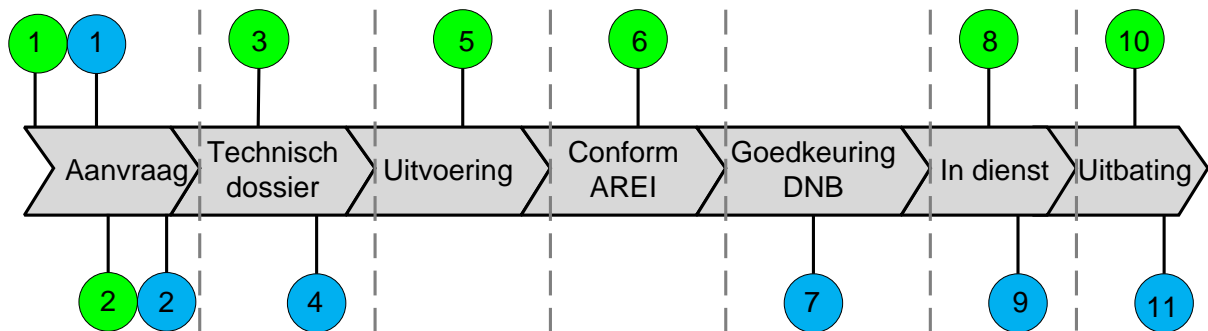 1 1 3 5 6 8 10
Aanvraag
Technisch
dossier
Uitvoering
Conform
AREI
Goedkeuring
DNB
In dienst
Uitbating
2 2 4 7 9 11